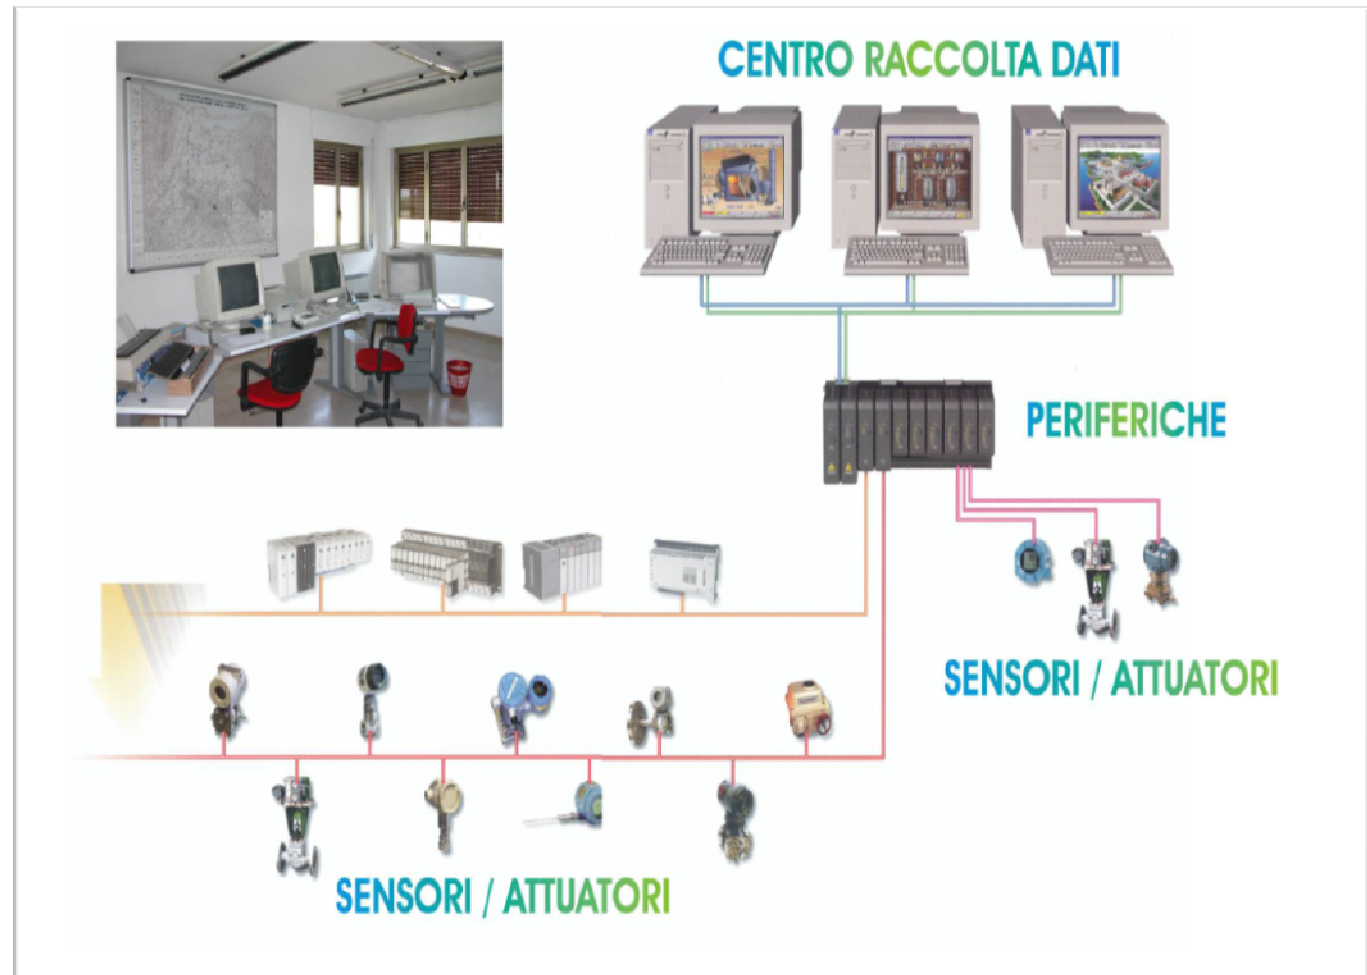 CENTRO RACCOLTA DATI
PERIFERICHE
SENSORI / ATTUATORI
SENSORI / ATTUATORI